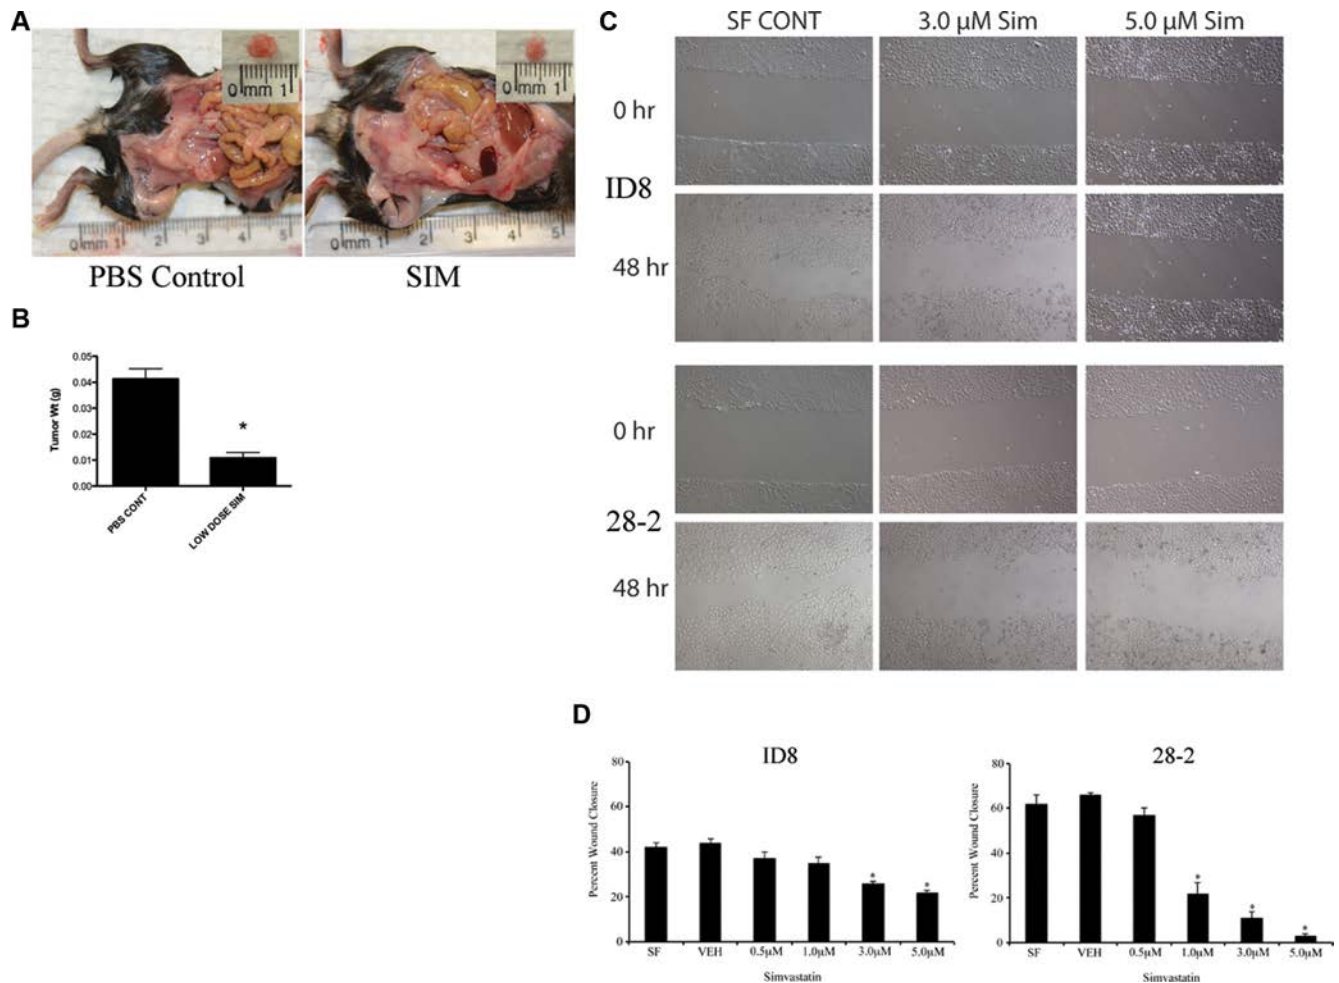 A
0 mm 1
0 mm 1
0 mm 1 2 3 4 5
0 mm 1 2 3 4 5
PBS Control
SIM
B
0.05
0.04
0.03
0.02
0.01
0.00
Tumor Wt (g)
*
PBS CONT
LOW DOSE SIM
C
SF CONT
3.0 µM Sim
5.0 µM Sim
0 hr
ID8
48 hr
0 hr
28-2
48 hr
D
ID8
80
60
40
20
0
Percent Wound Closure
* *
SF VEH 0.5µM 1.0µM 3.0µM 5.0µM
Simvastatin
28-2
80
60
40
20
0
Percent Wound Closure
* * *
SF VEH 0.5µM 1.0µM 3.0µM 5.0µM
Simvastatin